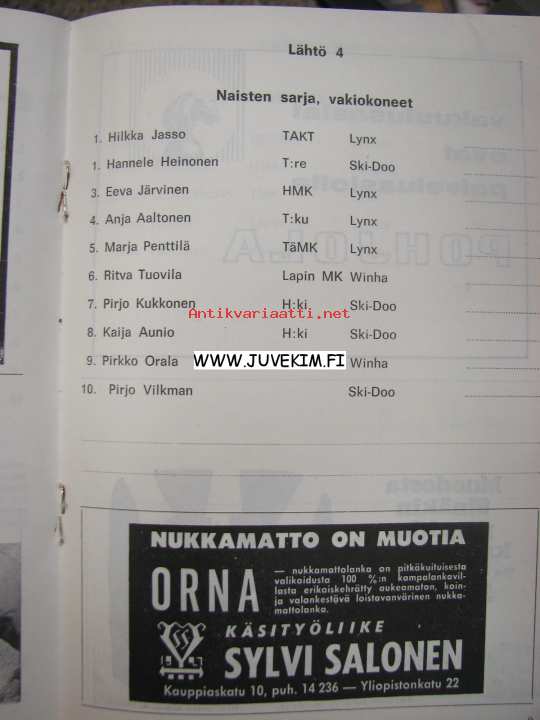 Lähtö 4
Naisten sarja, vakiokoneet
1. Hilkka Jasso TAKT Lynx
1. Hannele Heinonen T:re Ski-Doo
3. Eeva Järvinen HMK Lynx
4. Anja Aaltonen T:ku Lynx
5. Marja Penttilä TäMK Lynx
6. Ritva Tuovila Lapin MK Winha
7. Pirjo Kukkonen H:ki Ski-Doo
Antikvariaatti.net
8. Kaija Aunio H:ki Ski-Doo
9. Pirkko Orala Winha
WWW.JUVEKIM.FI
10. Pirjo Vilkman Ski-Doo
NUKKAMATTO ON MUOTIA
ORNA
— nukkamattolanka on pitkäkuituisesta
valikoidusta 100 %:n kampalankavil-
lasta erikoiskehrätty aukeamaton, koin-
ja valonkestävä loistavanvärinen nukka-
mattolanka.
KÄSITYÖLIIKE
SYLVI SALONEN
Kauppiaskatu 10, puh. 14 236 — Yliopistonkatu 22
POHJOLA